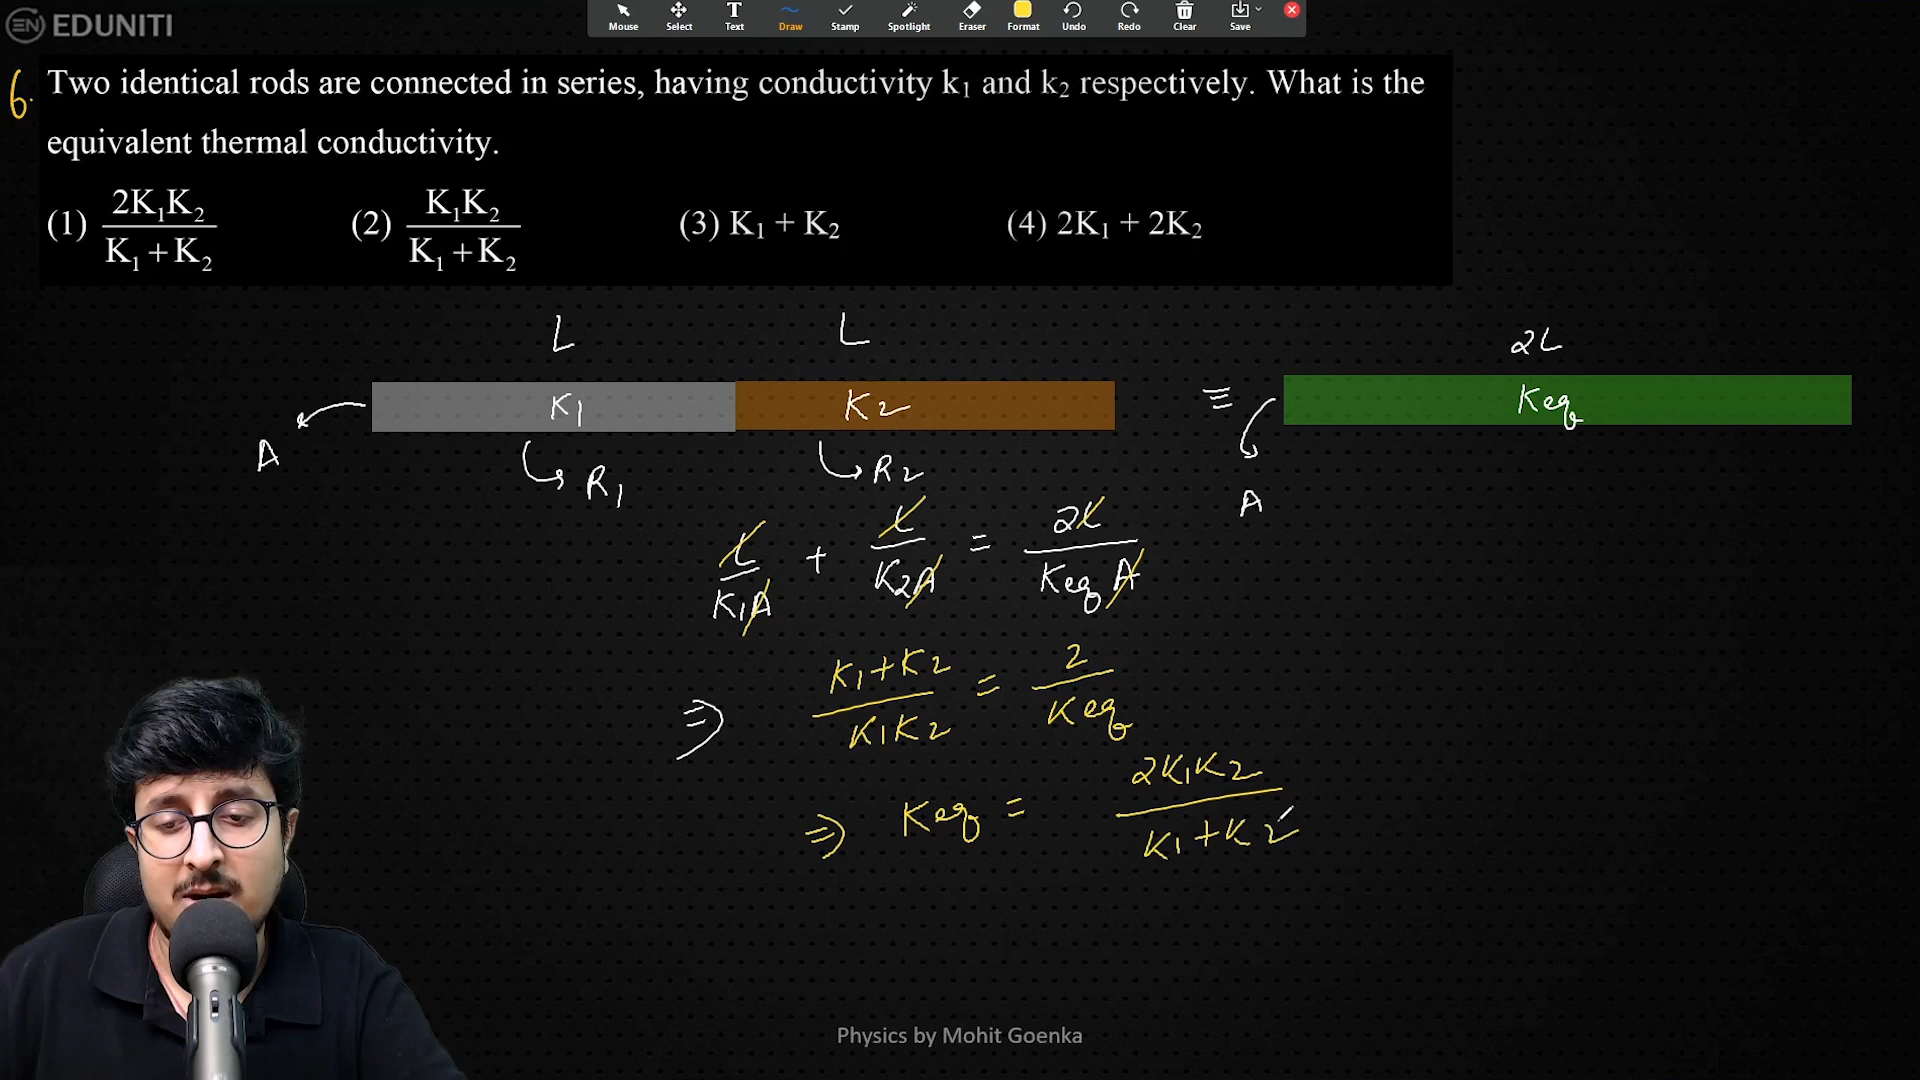 EN EDUNITI
Mouse Select Text Draw Stamp Spotlight Eraser Format Undo Redo Clear Save
6. Two identical rods are connected in series, having conductivity k₁ and k₂ respectively. What is the
equivalent thermal conductivity.
(1) 2K₁K₂ / K₁ + K₂ (2) K₁K₂ / K₁ + K₂ (3) K₁ + K₂ (4) 2K₁ + 2K₂
L L 2L
K1 K2 ≡ Keq
A R1 R2 A
L/K1A + L/K2A = 2L/KeqA
⇒ K1+K2/K1K2 = 2/Keq
⇒ Keq = 2K1K2/K1+K2
Physics by Mohit Goenka